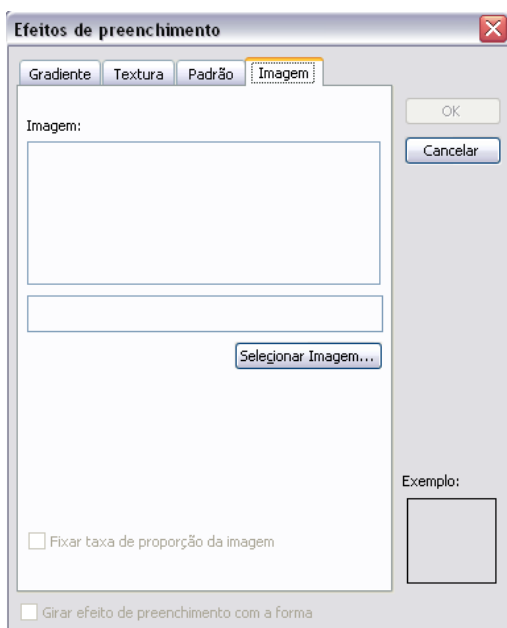 Efeitos de preenchimento
Gradiente Textura Padrão Imagem
OK
Imagem:
Cancelar
Selecionar Imagem...
Exemplo:
Fixar taxa de proporção da imagem
Girar efeito de preenchimento com a forma